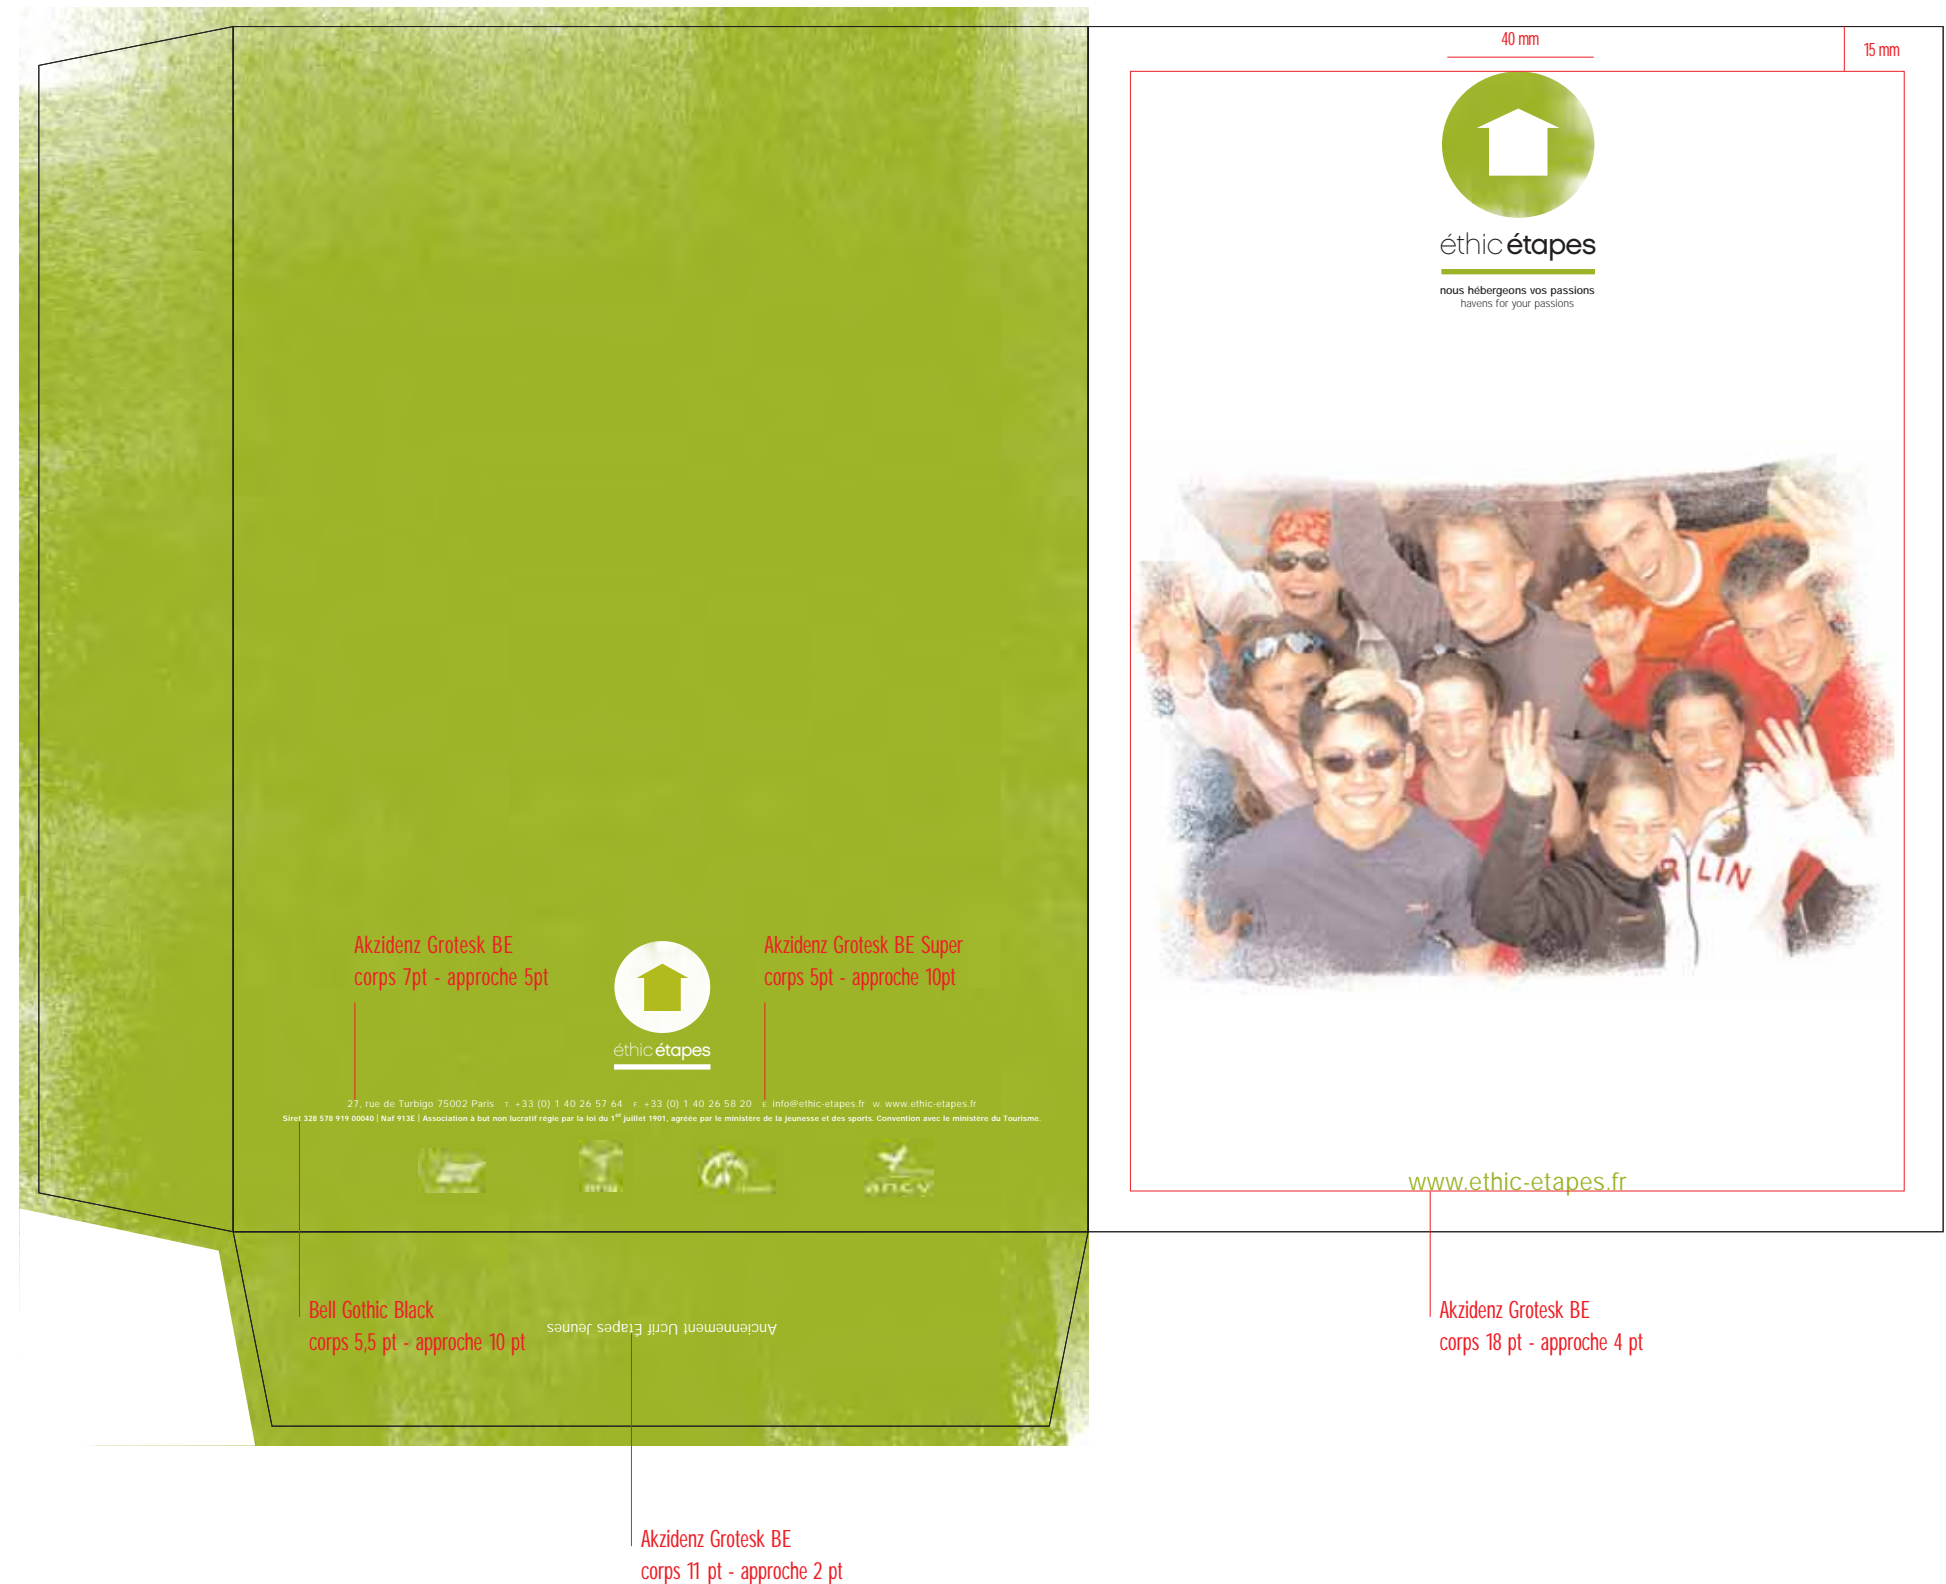 40 mm
15 mm
éthic étapes
nous hébergeons vos passions
havens for your passions
RLIN
Akzidenz Grotesk BE
corps 7pt - approche 5pt
Akzidenz Grotesk BE Super
corps 5pt - approche 10pt
éthic étapes
27, rue de Turbigo 75002 Paris T. +33 (0) 1 40 26 57 64 F. +33 (0) 1 40 26 58 20 E. info@ethic-etapes.fr W. www.ethic-etapes.fr
Siret 328 578 919 00040 | Naf 913E | Association à but non lucratif régie par la loi du 1er juillet 1901, agréée par le ministère de la jeunesse et des sports. Convention avec le ministère du Tourisme.
ancv
www.ethic-etapes.fr
Bell Gothic Black
corps 5,5 pt - approche 10 pt
Anciennement Ucrif Etapes Jeunes
Akzidenz Grotesk BE
corps 18 pt - approche 4 pt
Akzidenz Grotesk BE
corps 11 pt - approche 2 pt